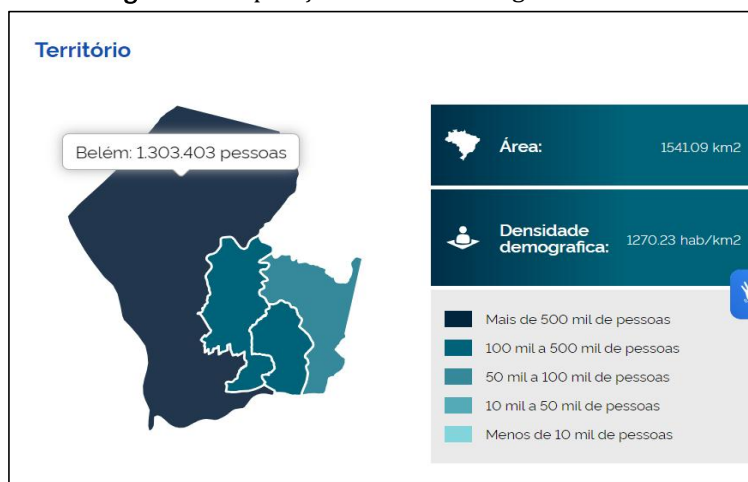 Território
Belém: 1.303.403 pessoas
Área: 1541.09 km2
Densidade
demografica: 1270.23 hab/km2
Mais de 500 mil de pessoas
100 mil a 500 mil de pessoas
50 mil a 100 mil de pessoas
10 mil a 50 mil de pessoas
Menos de 10 mil de pessoas